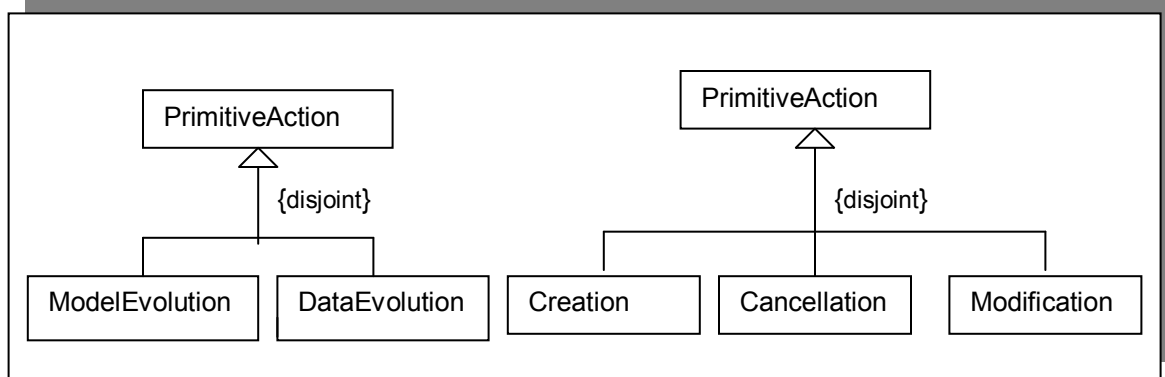 PrimitiveAction
{disjoint}
ModelEvolution
DataEvolution
PrimitiveAction
{disjoint}
Creation
Cancellation
Modification